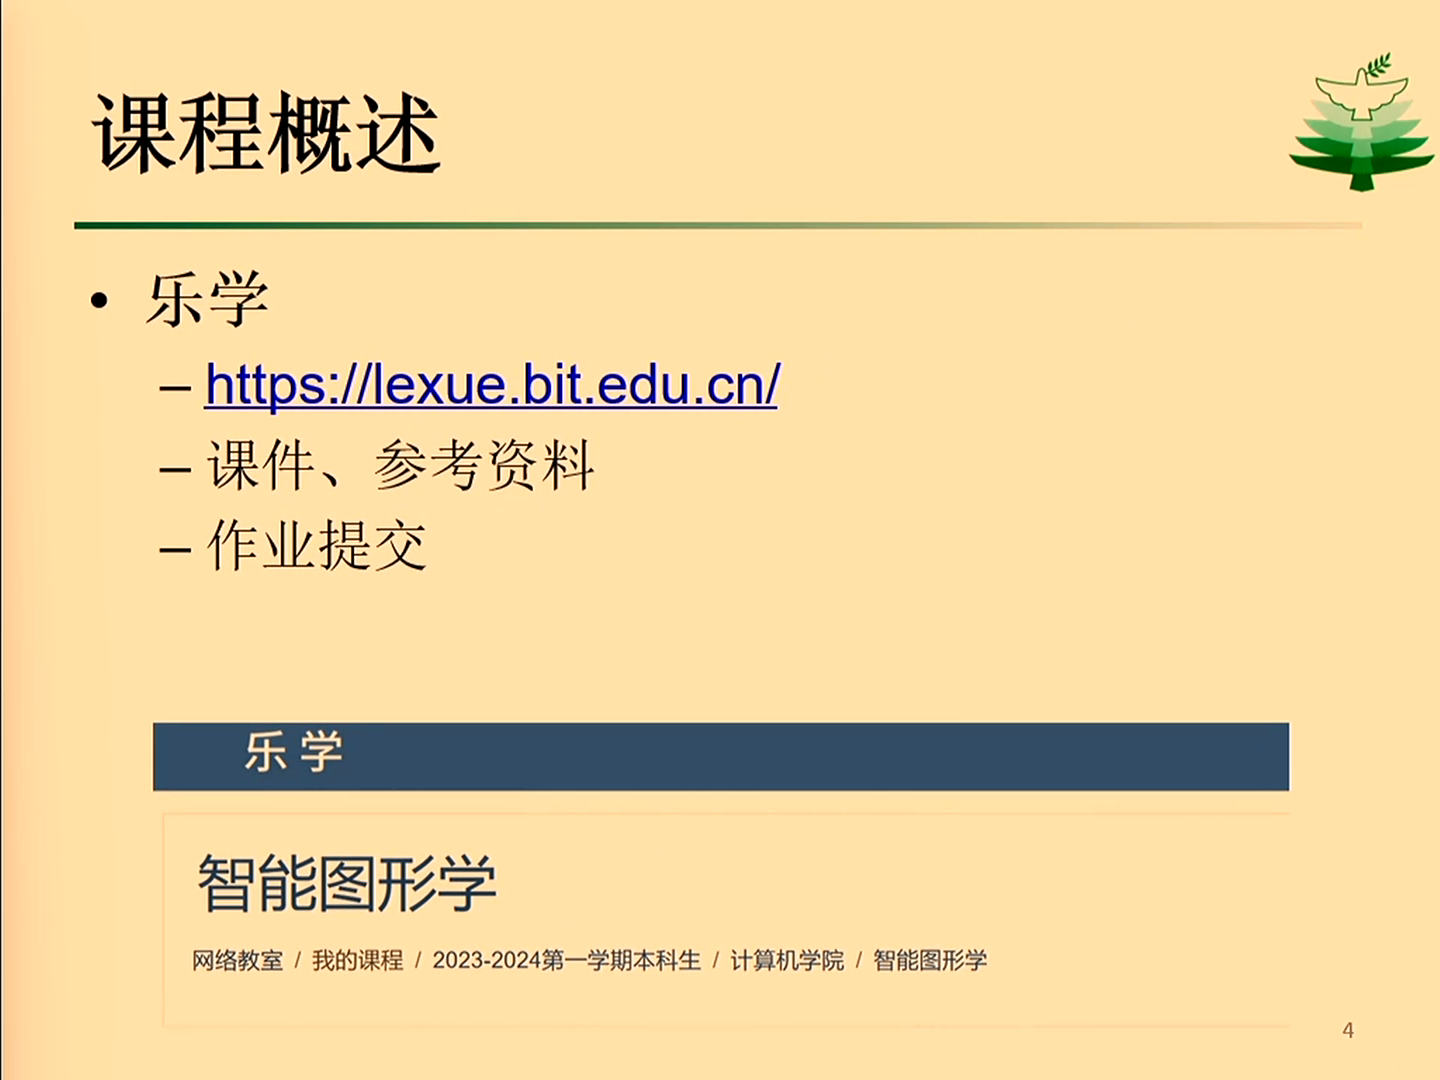 课程概述
• 乐学
– https://lexue.bit.edu.cn/
– 课件、参考资料
– 作业提交
乐学
智能图形学
网络教室 / 我的课程 / 2023-2024第一学期本科生 / 计算机学院 / 智能图形学
4